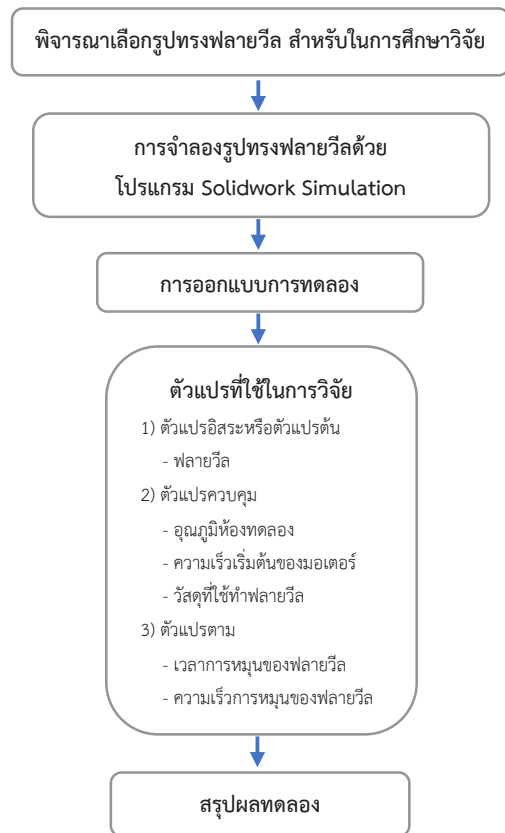 พิจารณาเลือกรูปทรงฟลายวีล สำหรับในการศึกษาวิจัย
การจำลองรูปทรงฟลายวีลด้วย
โปรแกรม Solidwork Simulation
การออกแบบการทดลอง
ตัวแปรที่ใช้ในการวิจัย
1) ตัวแปรอิสระหรือตัวแปรต้น
- ฟลายวีล
2) ตัวแปรควบคุม
- อุณภูมิห้องทดลอง
- ความเร็วเริ่มต้นของมอเตอร์
- วัสดุที่ใช้ทำฟลายวีล
3) ตัวแปรตาม
- เวลาการหมุนของฟลายวีล
- ความเร็วการหมุนของฟลายวีล
สรุปผลทดลอง